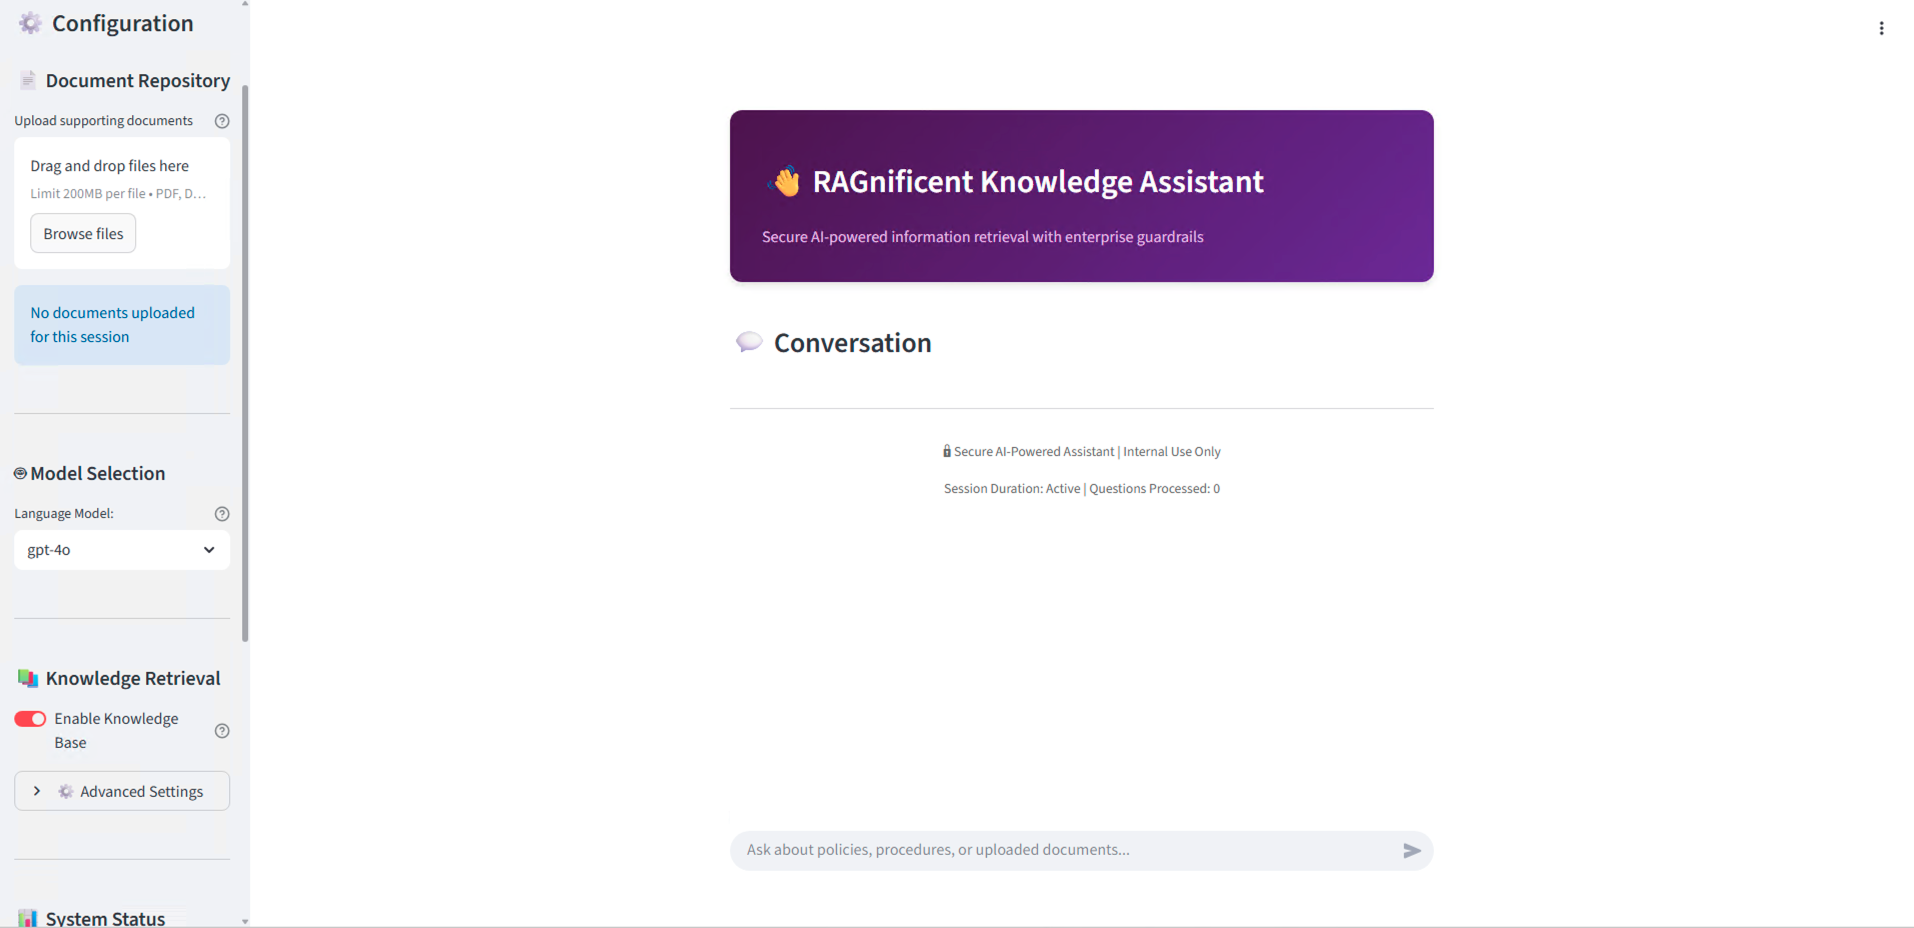 Configuration
Document Repository
Upload supporting documents
Drag and drop files here
Limit 200MB per file • PDF, D...
Browse files
No documents uploaded
for this session
Model Selection
Language Model:
gpt-4o
Knowledge Retrieval
Enable Knowledge
Base
Advanced Settings
System Status
RAGnificent Knowledge Assistant
Secure AI-powered information retrieval with enterprise guardrails
Conversation
Secure AI-Powered Assistant | Internal Use Only
Session Duration: Active | Questions Processed: 0
Ask about policies, procedures, or uploaded documents...